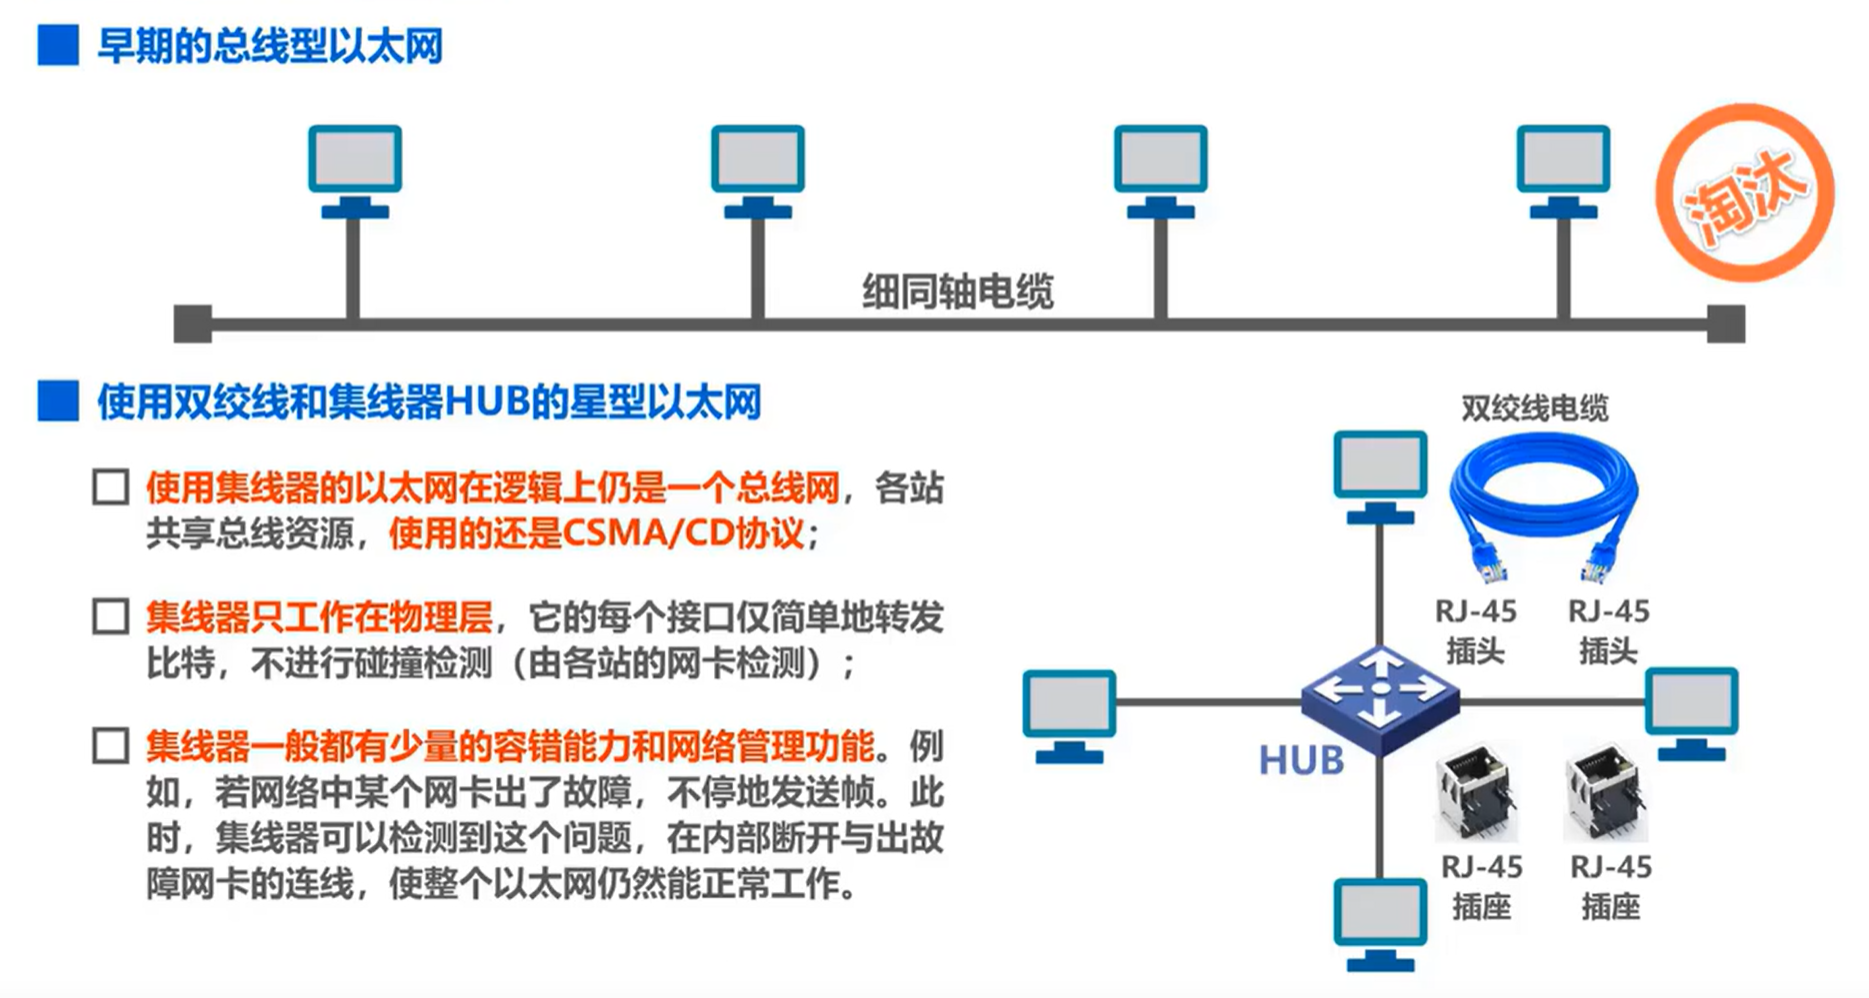 早期的总线型以太网
淘汰
细同轴电缆
使用双绞线和集线器HUB的星型以太网
使用集线器的以太网在逻辑上仍是一个总线网，各站
共享总线资源，使用的还是CSMA/CD协议；
集线器只工作在物理层，它的每个接口仅简单地转发
比特，不进行碰撞检测（由各站的网卡检测）；
集线器一般都有少量的容错能力和网络管理功能。例
如，若网络中某个网卡出了故障，不停地发送帧。此
时，集线器可以检测到这个问题，在内部断开与出故
障网卡的连线，使整个以太网仍然能正常工作。
双绞线电缆
RJ-45
插头
RJ-45
插头
HUB
RJ-45
插座
RJ-45
插座